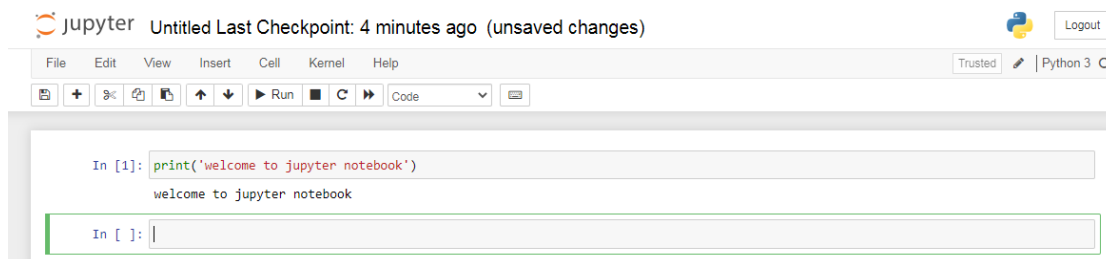 jupyter Untitled Last Checkpoint: 4 minutes ago (unsaved changes) Logout
File Edit View Insert Cell Kernel Help Trusted Python 3
Run Code
In [1]: print('welcome to jupyter notebook')
welcome to jupyter notebook
In [ ]: